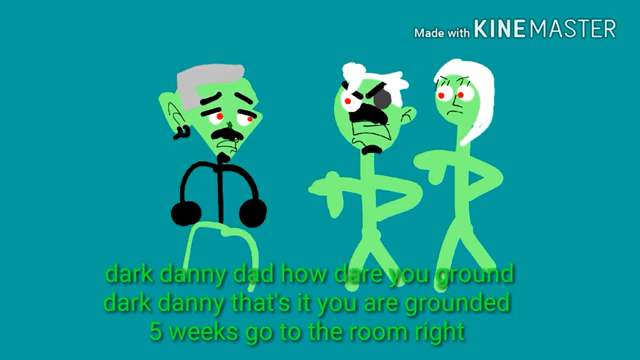 Made with KINEMASTER
dark danny dad how dare you ground
dark danny that's it you are grounded
5 weeks go to the room right